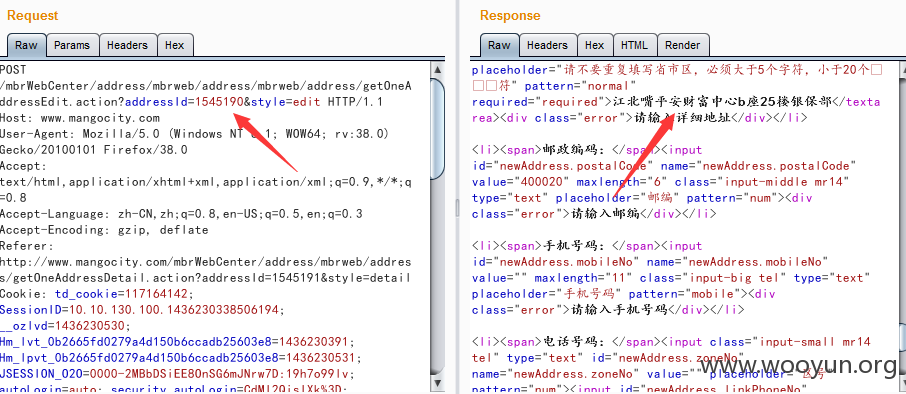 Request
Raw Params Headers Hex
POST
/mbrWebCenter/address/mbrweb/address/mbrweb/address/getOneA
ddressEdit.action?addressId=1545190&style=edit HTTP/1.1
Host: www.mangocity.com
User-Agent: Mozilla/5.0 (Windows NT 6.1; WOW64; rv:38.0)
Gecko/20100101 Firefox/38.0
Accept:
text/html,application/xhtml+xml,application/xml;q=0.9,*/*;q
=0.8
Accept-Language: zh-CN,zh;q=0.8,en-US;q=0.5,en;q=0.3
Accept-Encoding: gzip, deflate
Referer:
http://www.mangocity.com/mbrWebCenter/address/mbrweb/addres
s/getOneAddressDetail.action?addressId=1545191&style=detail
Cookie: td_cookie=117164142;
SessionID=10.10.130.100.1436230338506194;
__ozlvd=1436230530;
Hm_lvt_0b2665fd0279a4d150b6ccadb25603e8=1436230391;
Hm_lpvt_0b2665fd0279a4d150b6ccadb25603e8=1436230531;
JSESSION_O2O=0000-2MBbDSiEE8OnSG6mJNrw7D:19h7o99lv;
Response
Raw Headers Hex HTML Render
placeholder="请不要重复填写省市区，必须大于5个字符，小于20个□
□□□符" pattern="normal"
required="required">江北嘴平安财富中心b座25接银保部</texta
rea><div class="error">请输入详细地址</div></li>
<li><span>邮政编码：</span><input
id="newAddress.postalCode" name="newAddress.postalCode"
value="400020" maxlength="6" class="input-middle mr14"
type="text" placeholder="邮编" pattern="num"><div
class="error">请输入邮编</div></li>
<li><span>手机号码：</span><input
id="newAddress.mobileNo" name="newAddress.mobileNo"
value="" maxlength="11" class="input-big tel" type="text"
placeholder="手机号码" pattern="mobile"><div
class="error">请输入手机号码</div></li>
<li><span>电话号码：</span><input class="input-small mr14
tel" type="text" id="newAddress.zoneNo"
name="newAddress.zoneNo" value="" placeholder="区号"
pattern="num"><input id="newAddress.linkPhoneNo"
www.wooyun.org